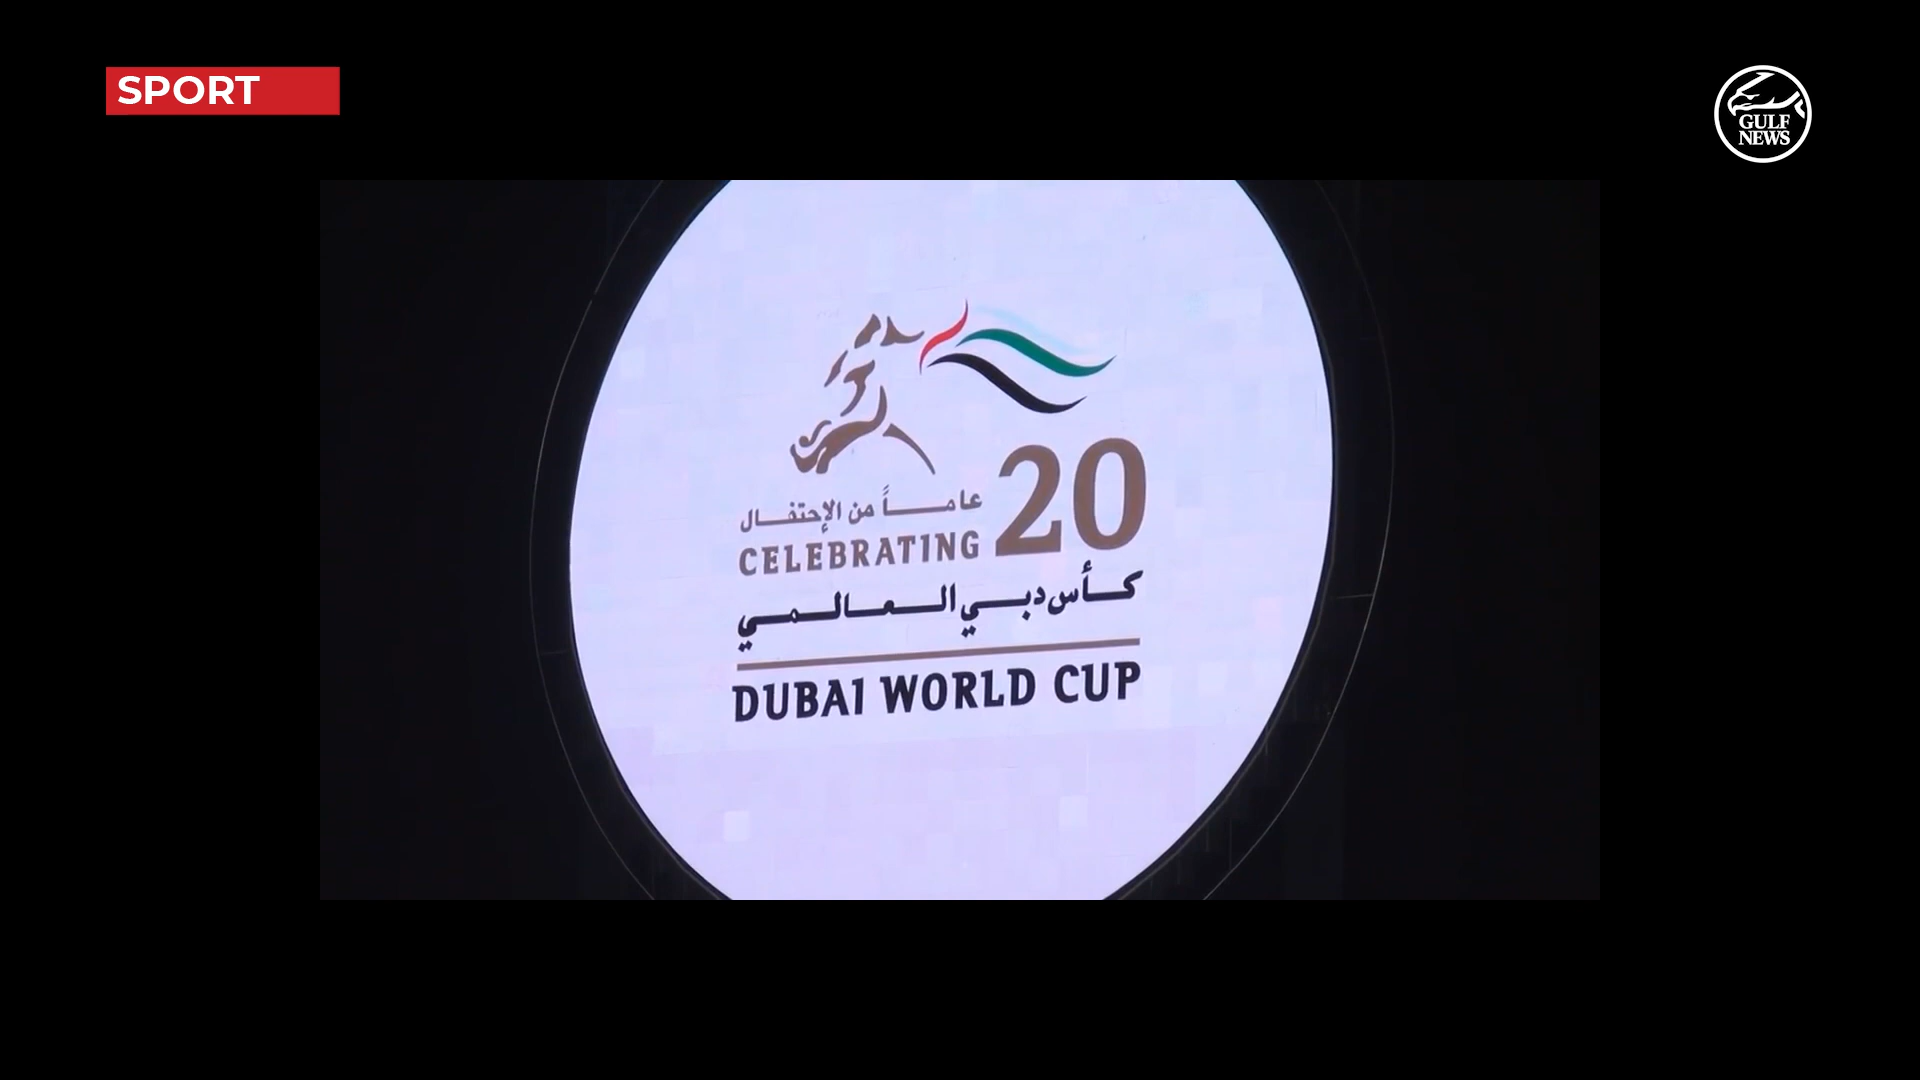 SPORT
GULF
NEWS
20 عاماً من الإحتفال
CELEBRATING
كأس دبي العالمي
DUBAI WORLD CUP